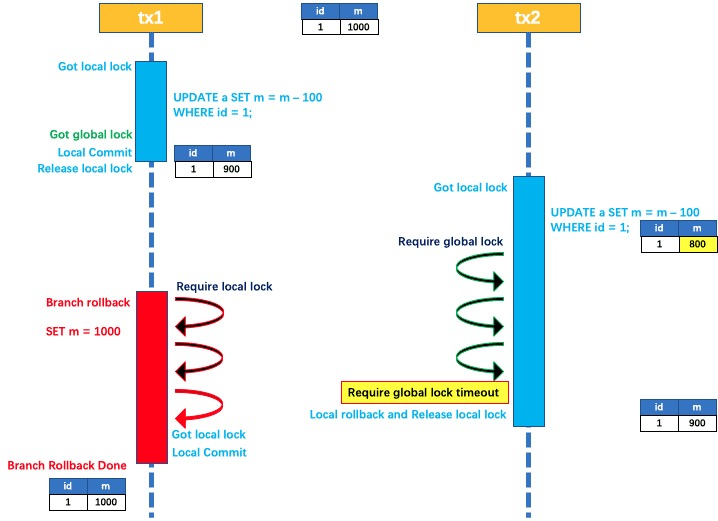 tx1
id m
1 1000
tx2
Got local lock
UPDATE a SET m = m – 100
WHERE id = 1;
Got global lock
Local Commit
Release local lock
id m
1 900
Got local lock
UPDATE a SET m = m – 100
WHERE id = 1;
id m
1 800
Require global lock
Require local lock
Branch rollback
SET m = 1000
Require global lock timeout
Local rollback and Release local lock
id m
1 900
Got local lock
Local Commit
Branch Rollback Done
id m
1 1000